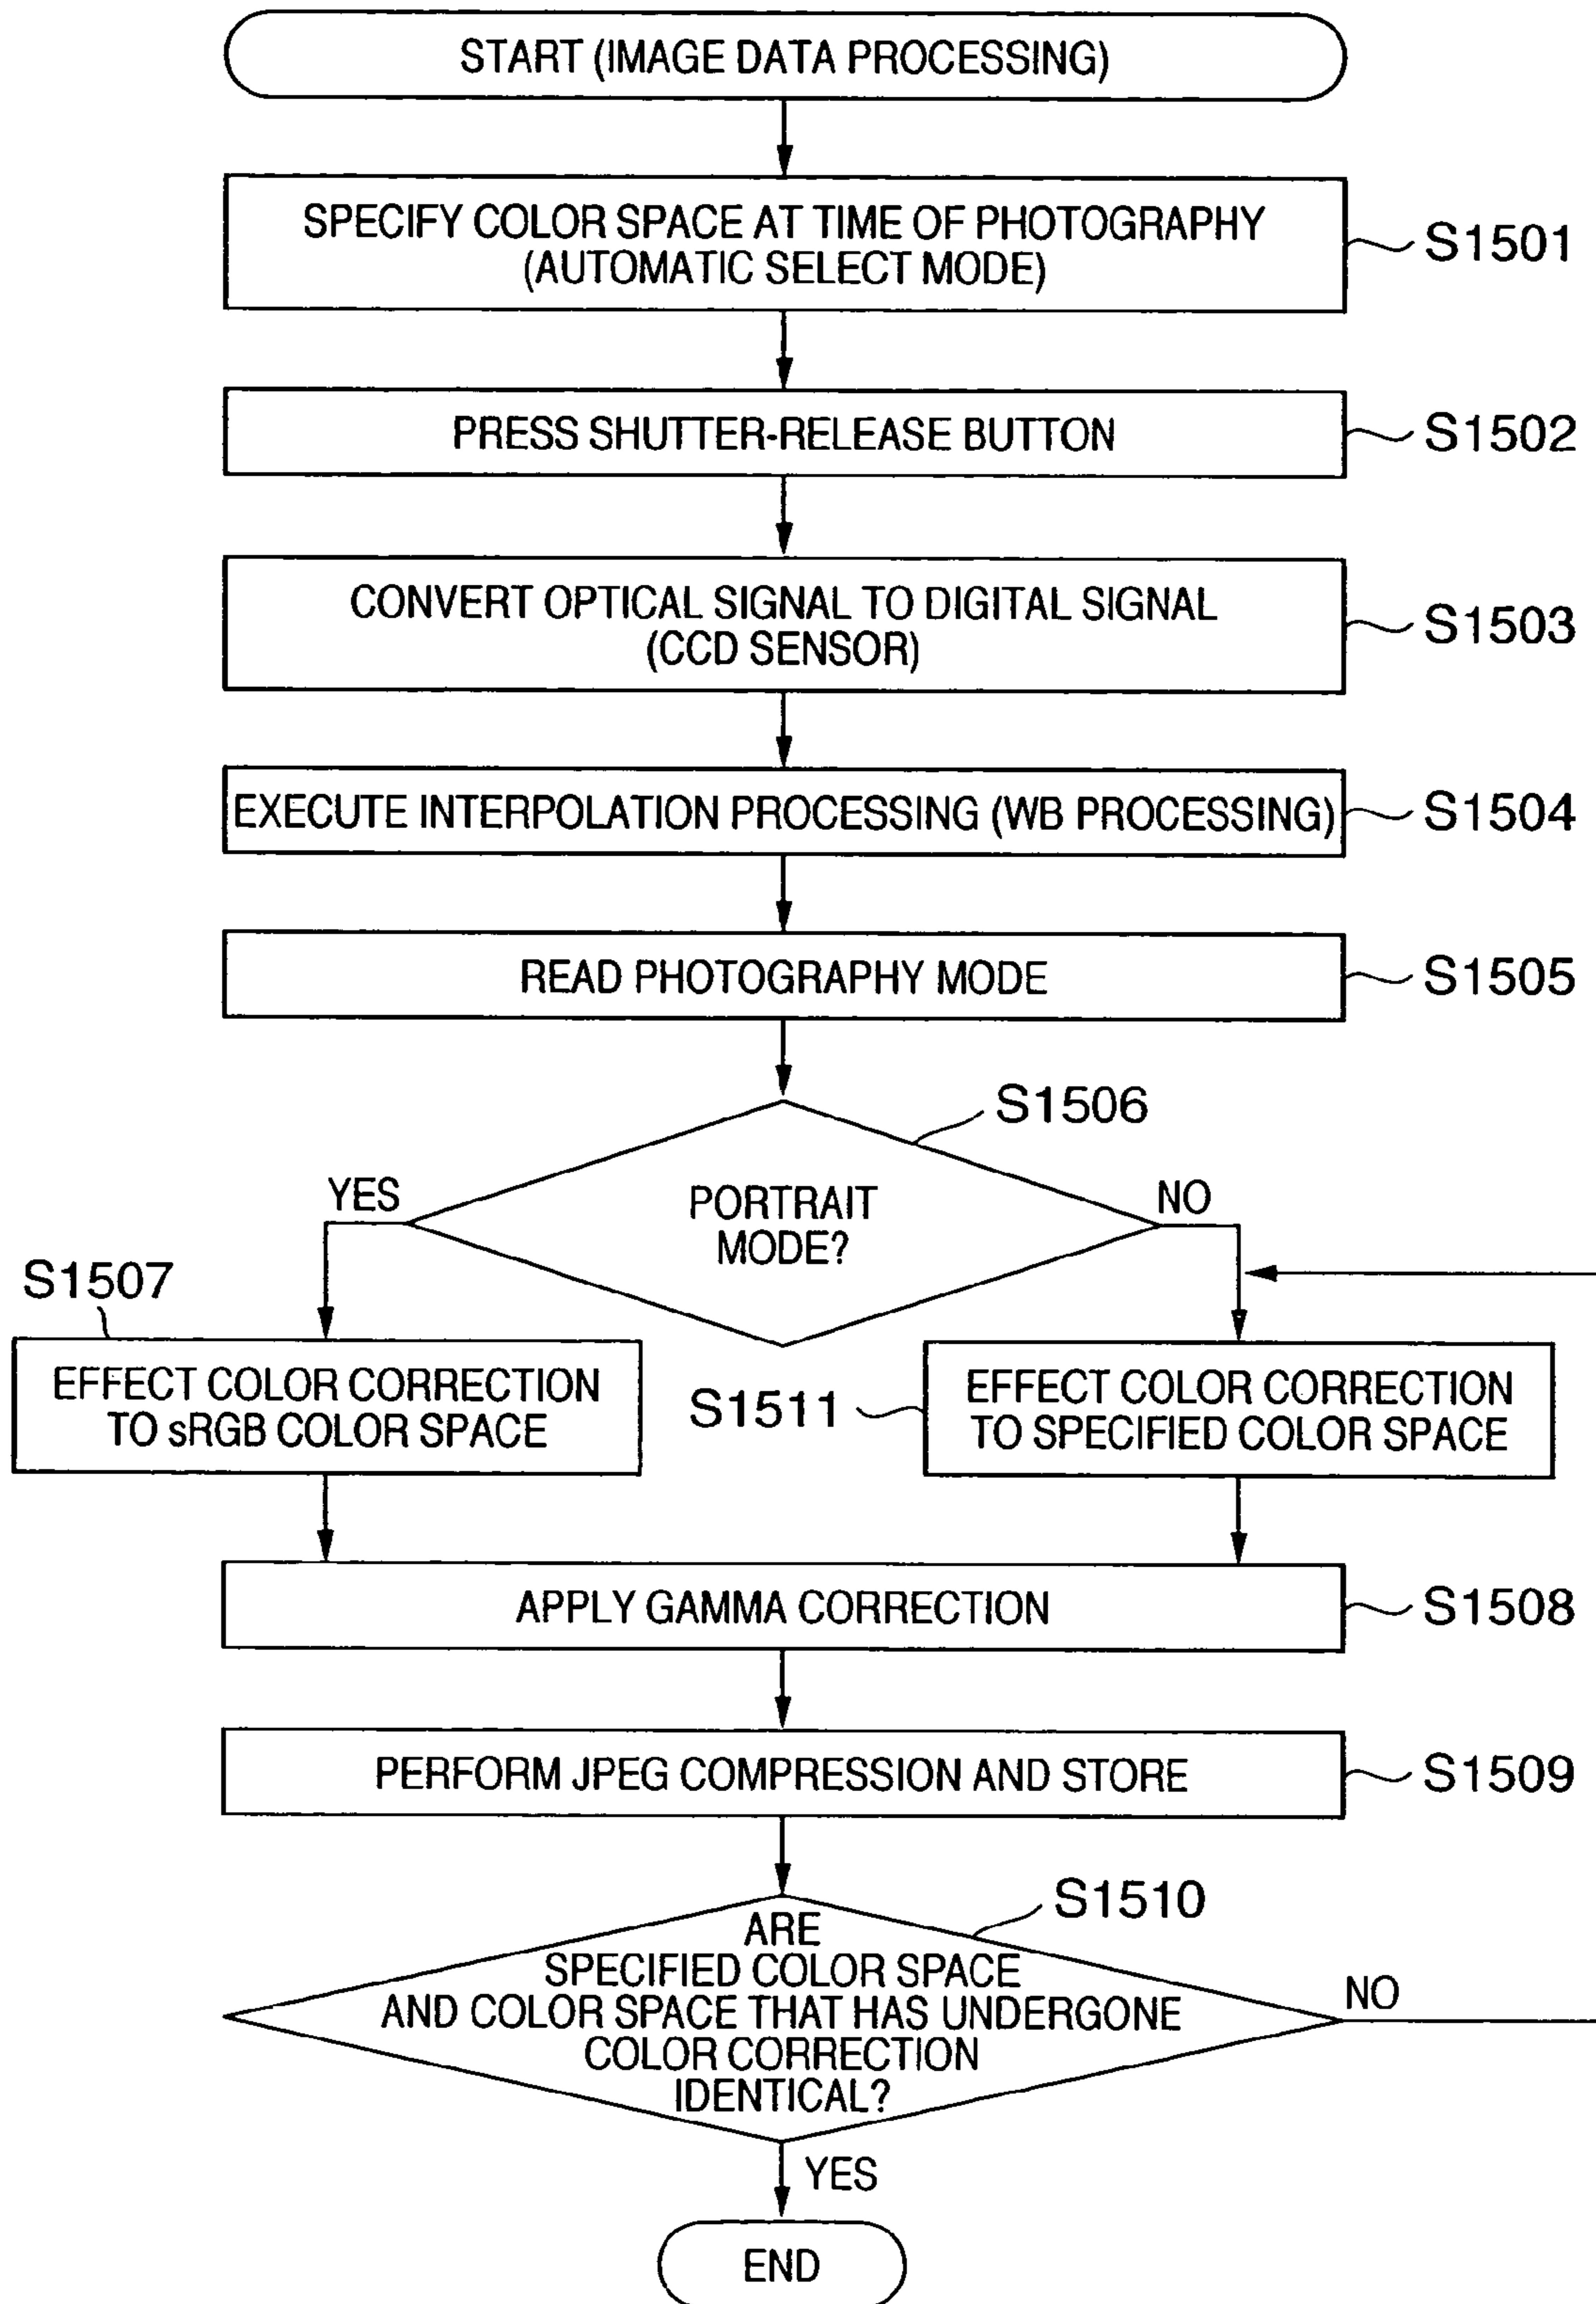 START (IMAGE DATA PROCESSING)
SPECIFY COLOR SPACE AT TIME OF PHOTOGRAPHY
(AUTOMATIC SELECT MODE)
S1501
PRESS SHUTTER-RELEASE BUTTON
S1502
CONVERT OPTICAL SIGNAL TO DIGITAL SIGNAL
(CCD SENSOR)
S1503
EXECUTE INTERPOLATION PROCESSING (WB PROCESSING)
S1504
READ PHOTOGRAPHY MODE
S1505
S1506
PORTRAIT
MODE?
YES
NO
S1507
EFFECT COLOR CORRECTION
TO sRGB COLOR SPACE
S1511
EFFECT COLOR CORRECTION
TO SPECIFIED COLOR SPACE
APPLY GAMMA CORRECTION
S1508
PERFORM JPEG COMPRESSION AND STORE
S1509
S1510
ARE
SPECIFIED COLOR SPACE
AND COLOR SPACE THAT HAS UNDERGONE
COLOR CORRECTION
IDENTICAL?
NO
YES
END